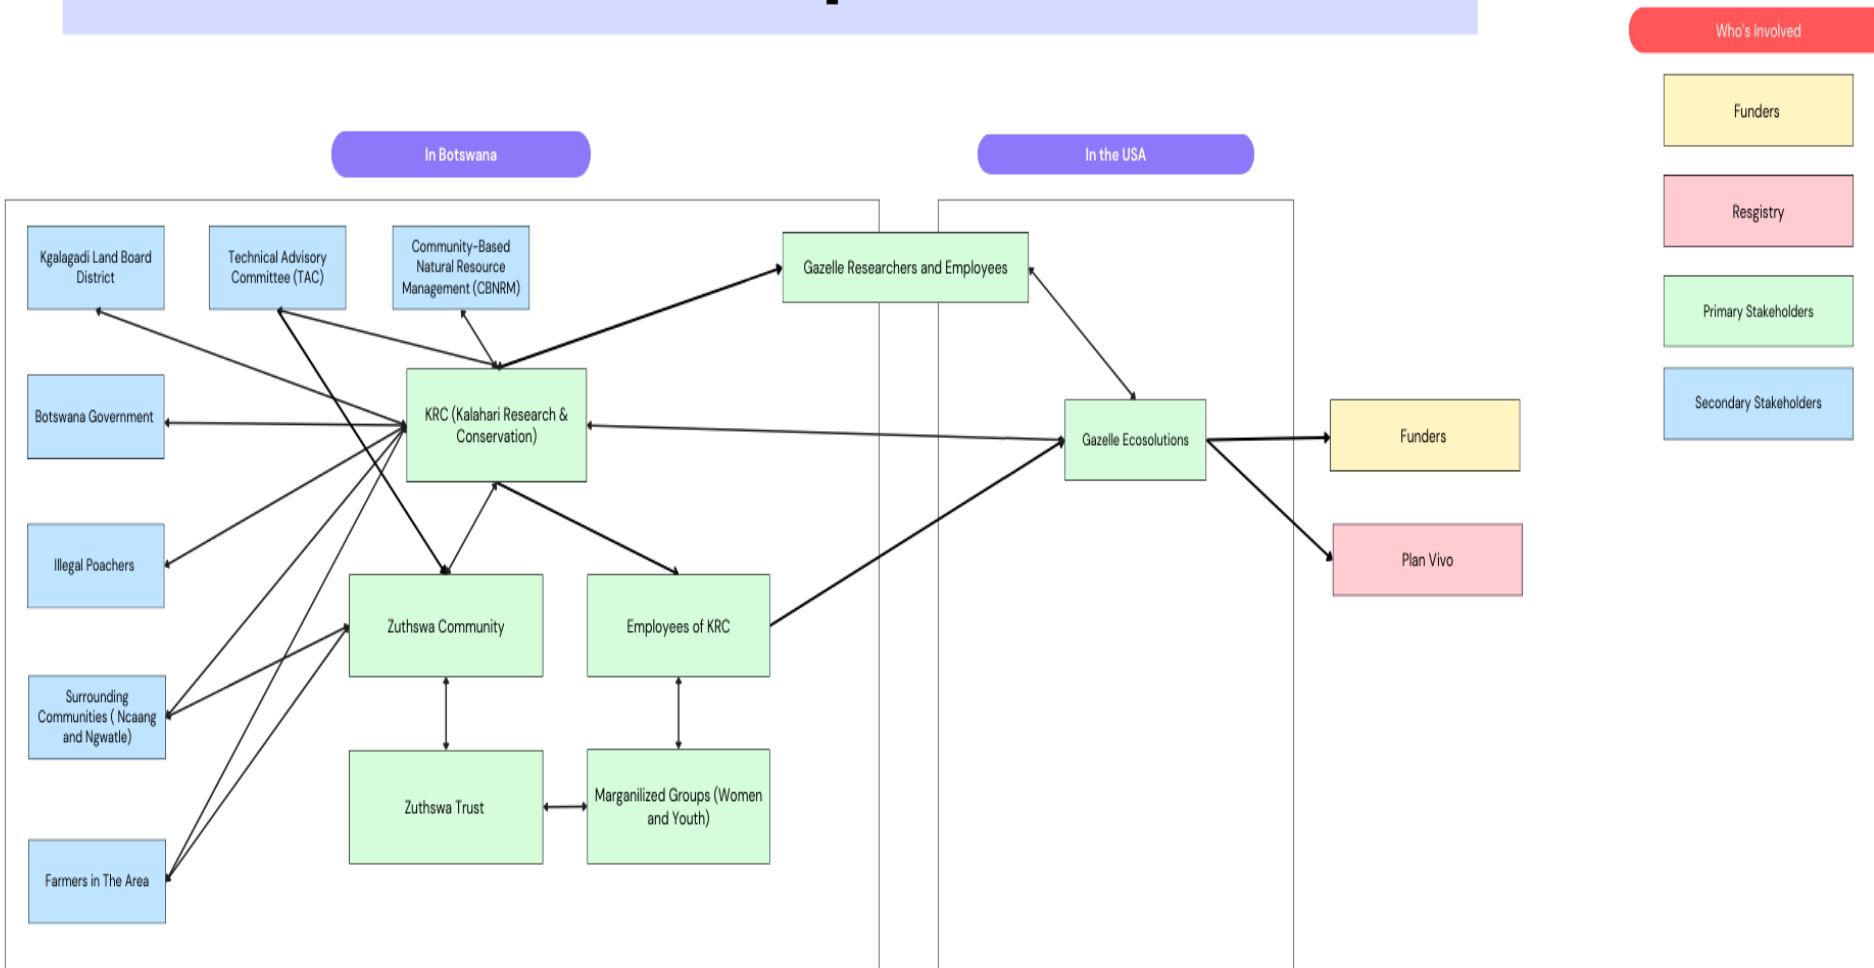 Who's Involved
Funders
Resgistry
Primary Stakeholders
Secondary Stakeholders
In Botswana
In the USA
Kgalagadi Land Board
District
Technical Advisory
Committee (TAC)
Community-Based
Natural Resource
Management (CBNRM)
Gazelle Researchers and Employees
Botswana Government
KRC (Kalahari Research &
Conservation)
Gazelle Ecosolutions
Funders
Illegal Poachers
Plan Vivo
Zuthswa Community
Employees of KRC
Surrounding
Communities ( Ncaang
and Ngwatle)
Zuthswa Trust
Marganilized Groups (Women
and Youth)
Farmers in The Area